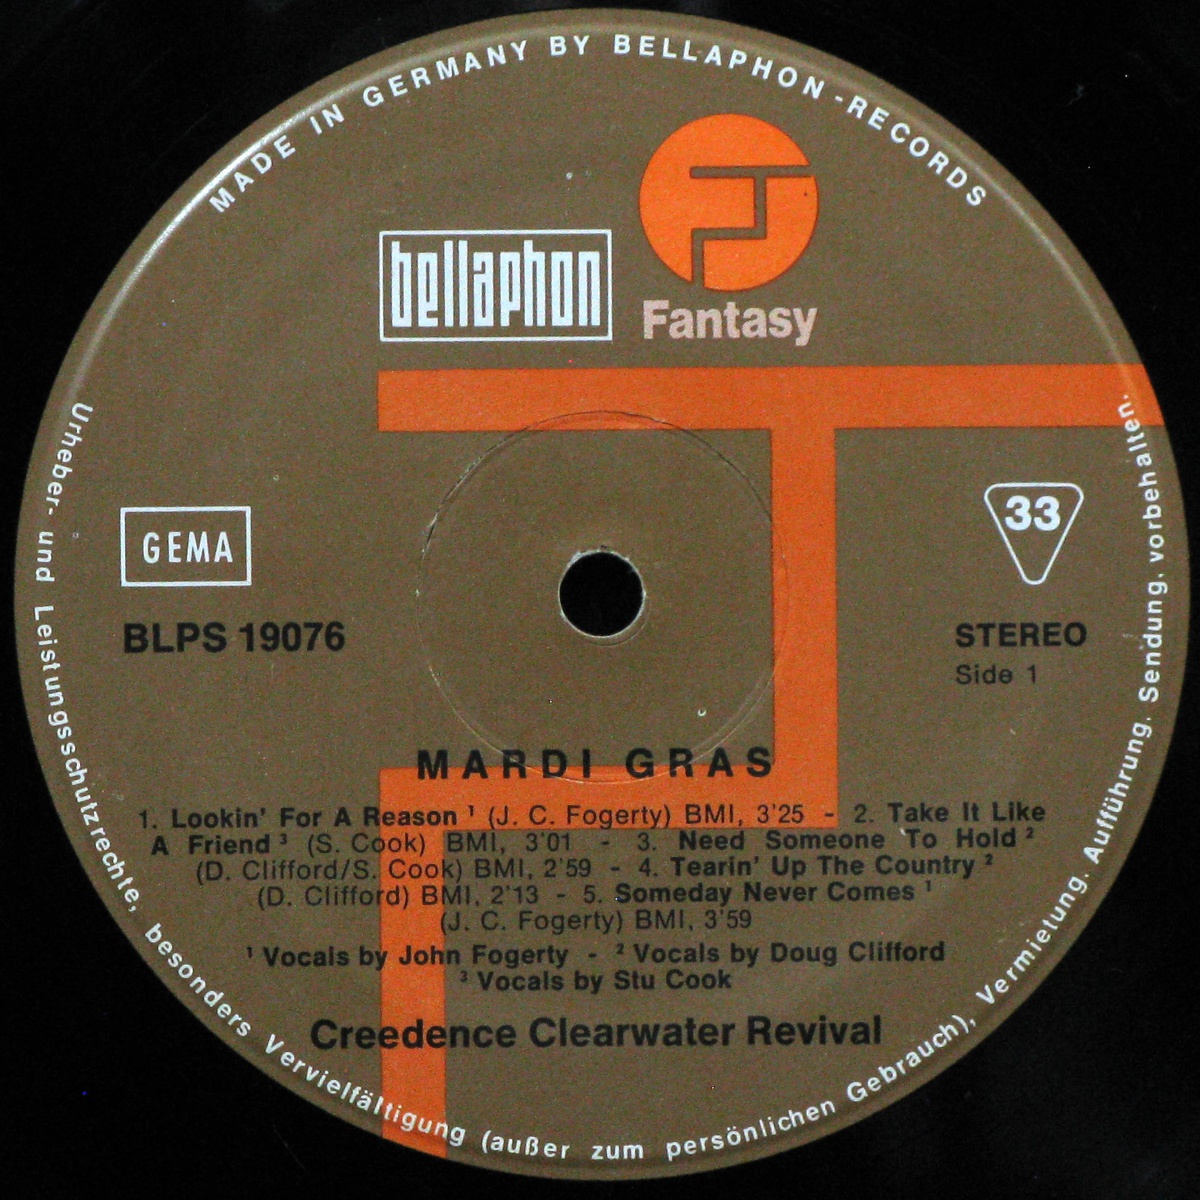 MADE IN GERMANY BY BELLAPHON-RECORDS
bellaphon
Fantasy
GEMA
33
BLPS 19076
STEREO
Side 1
MARDI GRAS
1. Lookin' For A Reason ¹ (J. C. Fogerty) BMI, 3'25 - 2. Take It Like
A Friend ³ (S. Cook) BMI, 3'01 - 3. Need Someone To Hold ²
(D. Clifford/S. Cook) BMI, 2'59 - 4. Tearin' Up The Country ²
(D. Clifford) BMI, 2'13 - 5. Someday Never Comes ¹
(J. C. Fogerty) BMI, 3'59
¹ Vocals by John Fogerty - ² Vocals by Doug Clifford
³ Vocals by Stu Cook
Creedence Clearwater Revival
Urheber- und Leistungsschutzrechte, besonders Vervielfältigung (außer zum persönlichen Gebrauch), Vermietung. Aufführung. Sendung. vorbehalten.